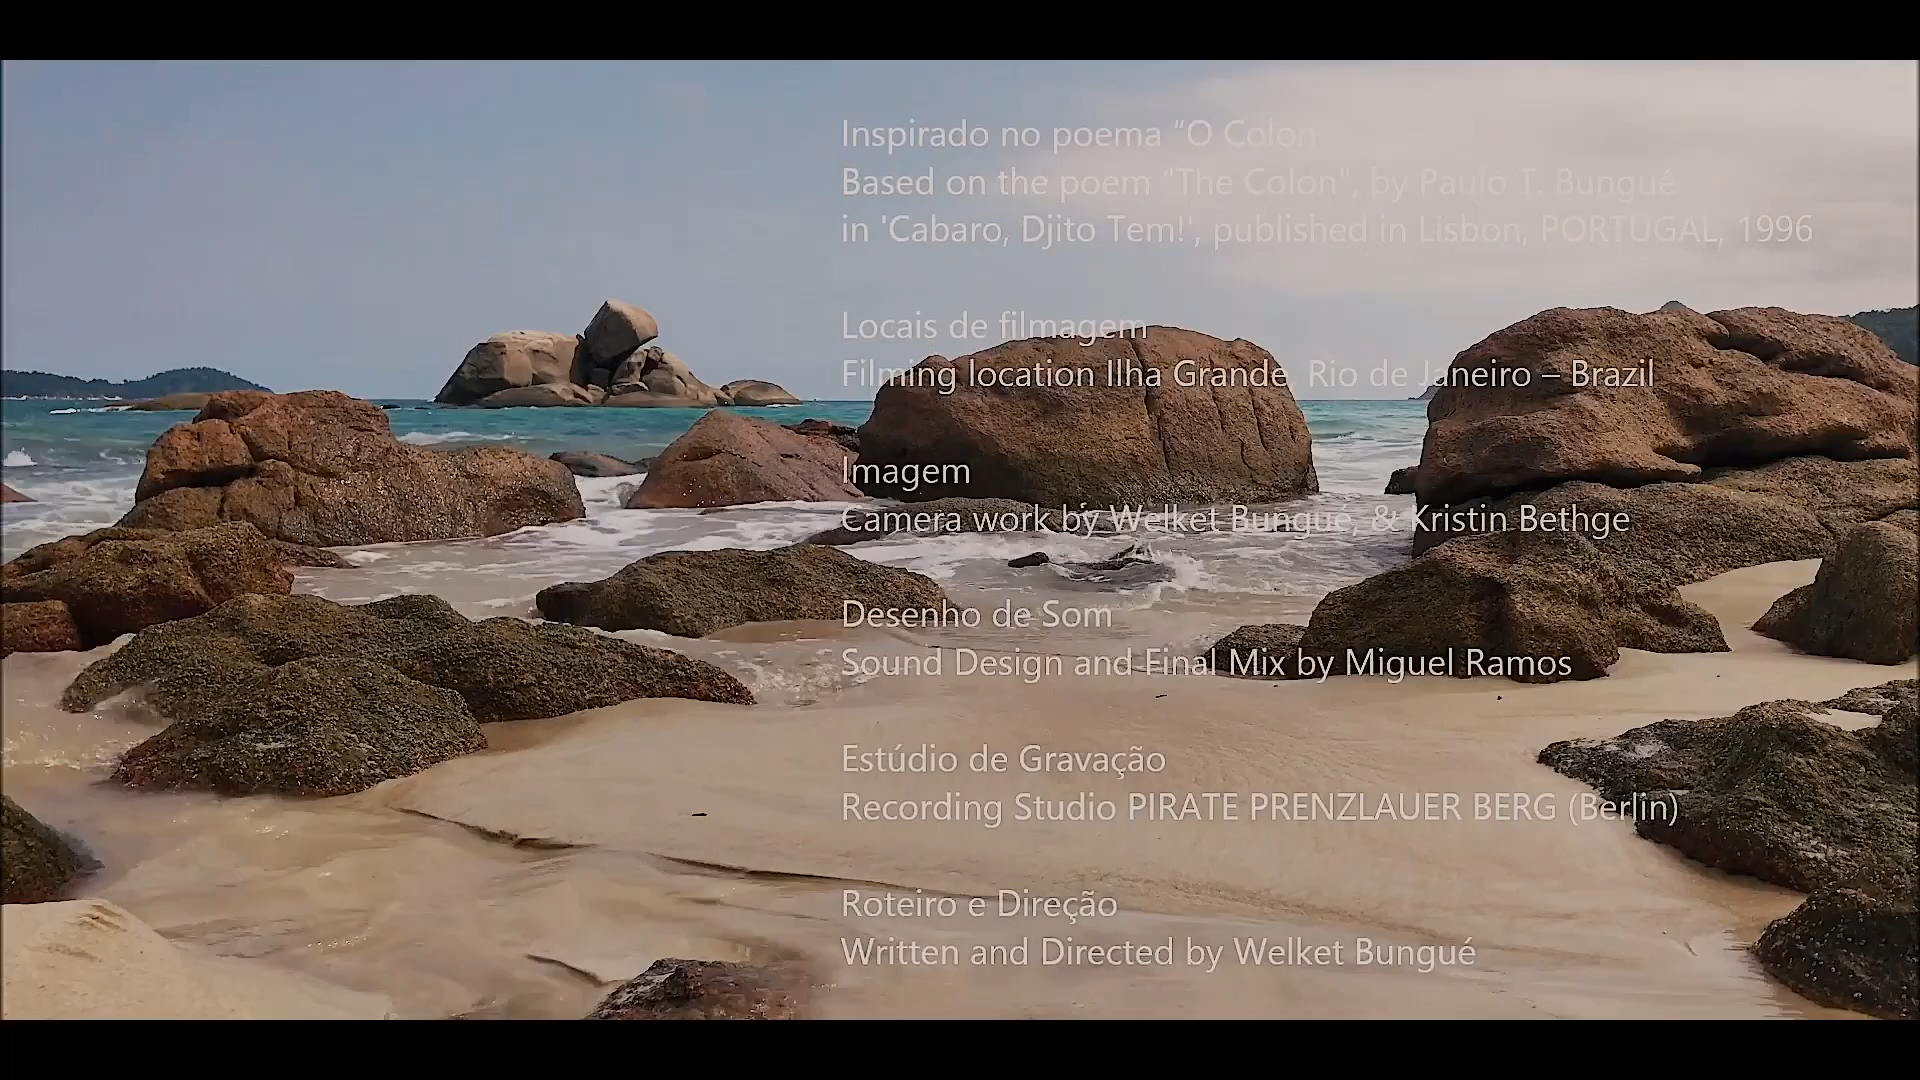 Inspirado no poema “O Colon”
Based on the poem "The Colon", by Paulo T. Bungué
in 'Cabaro, Djito Tem!', published in Lisbon, PORTUGAL, 1996
Locais de filmagem
Filming location Ilha Grande, Rio de Janeiro – Brazil
Imagem
Camera work by Welket Bungué, & Kristin Bethge
Desenho de Som
Sound Design and Final Mix by Miguel Ramos
Estúdio de Gravação
Recording Studio PIRATE PRENZLAUER BERG (Berlin)
Roteiro e Direção
Written and Directed by Welket Bungué